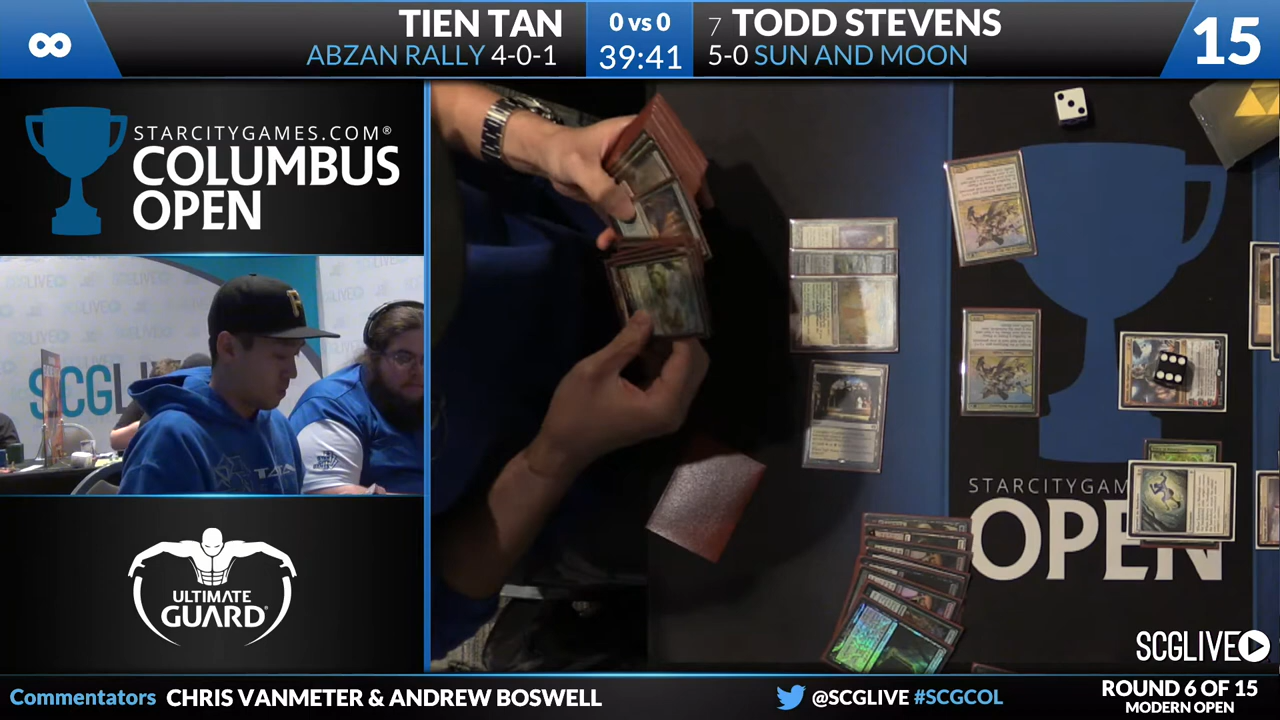 ∞
TIEN TAN
ABZAN RALLY 4-0-1
0 vs 0
39:41
7 TODD STEVENS
5-0 SUN AND MOON
15
STARCITYGAMES.COM®
COLUMBUS
OPEN
SCGL
ULTIMATE
GUARD®
STARCITYGAM
OPEN
SCGLIVE
Commentators CHRIS VANMETER & ANDREW BOSWELL
@SCGLIVE #SCGCOL
ROUND 6 OF 15
MODERN OPEN